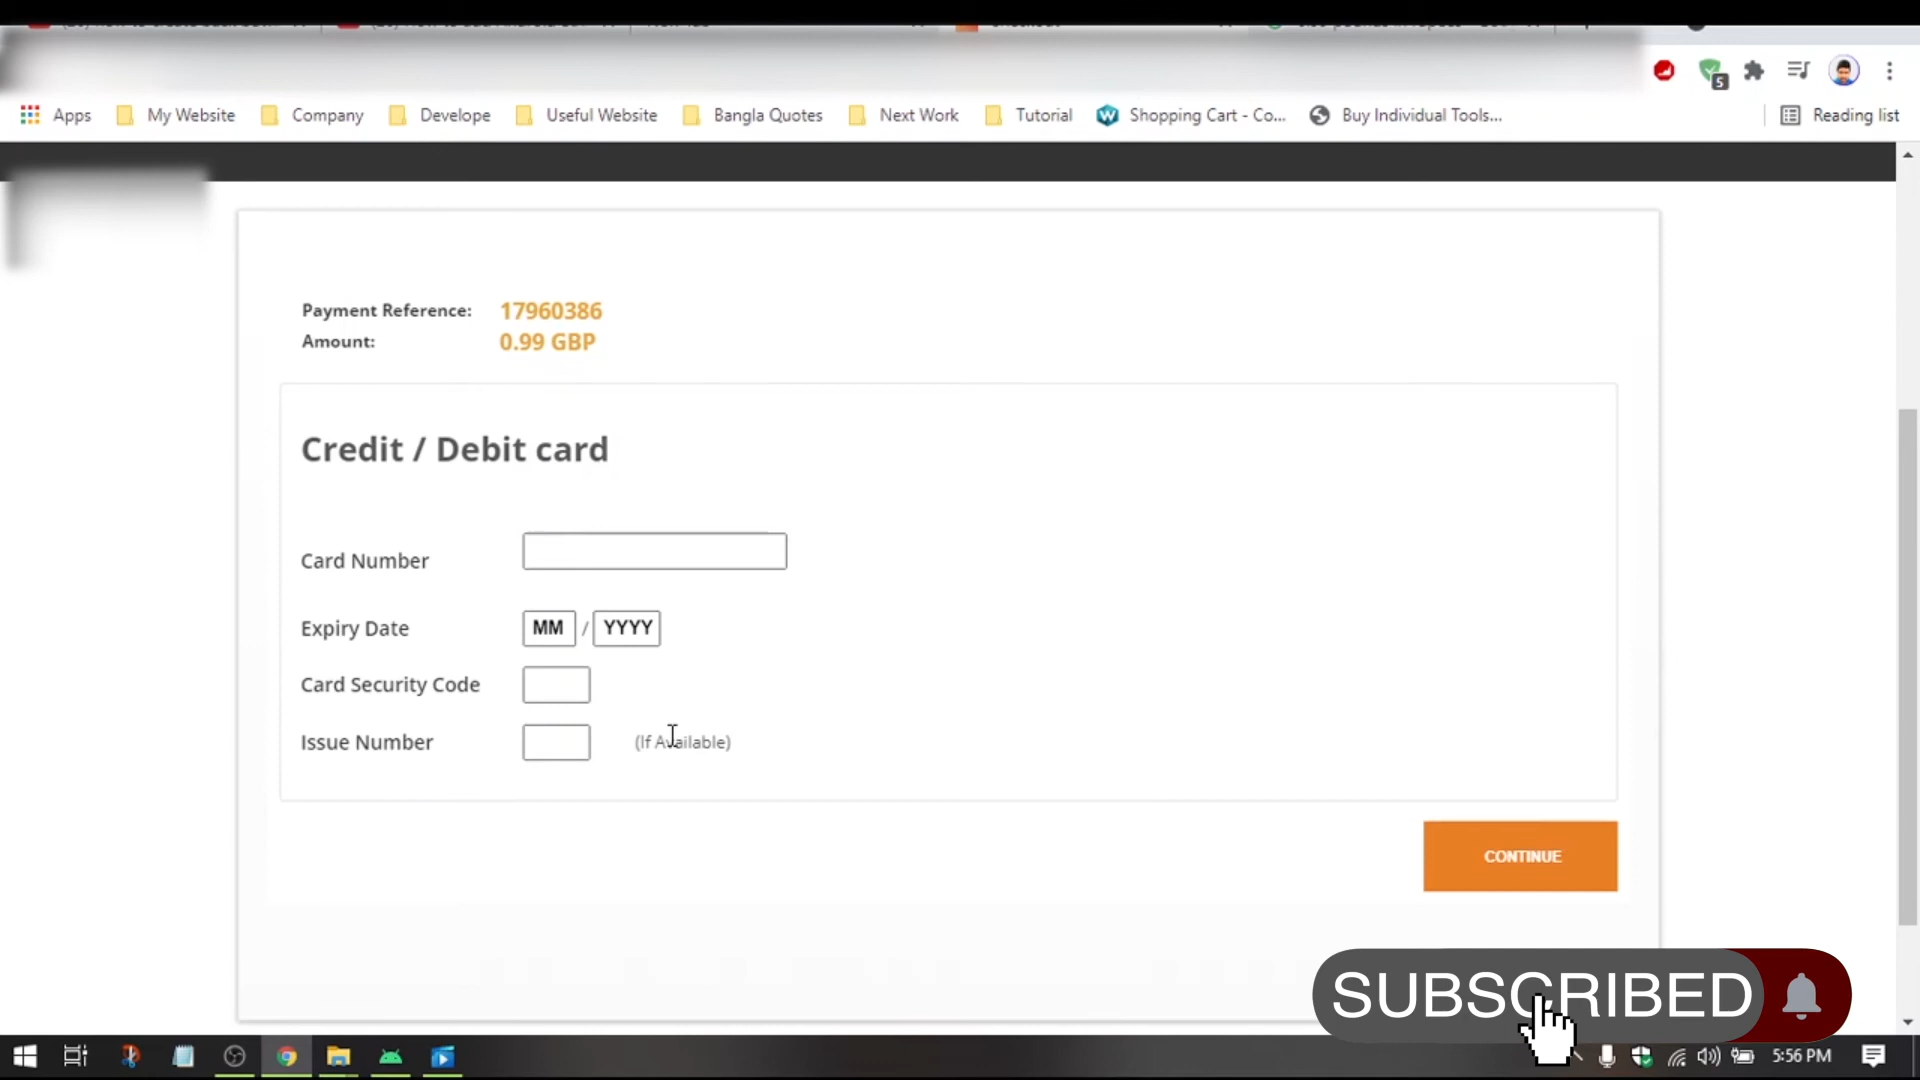 5
Apps
My Website
Company
Develope
Useful Website
Bangla Quotes
Next Work
Tutorial
Shopping Cart - Co...
Buy Individual Tools...
Reading list
Payment Reference: 17960386
Amount: 0.99 GBP
Credit / Debit card
Card Number
Expiry Date MM / YYYY
Card Security Code
Issue Number (If Available)
CONTINUE
SUBSCRIBED
5:56 PM